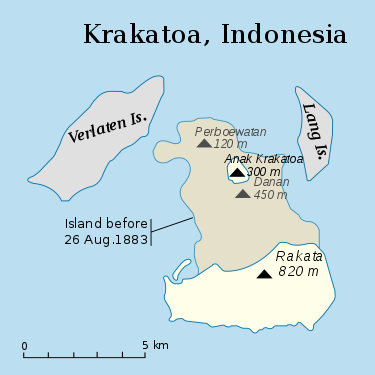 Krakatoa, Indonesia
Verlaten Is.
Lang Is.
Perboewatan
120 m
Anak Krakatoa
300 m
Danan
450 m
Island before
26 Aug.1883
Rakata
820 m
0 5 km